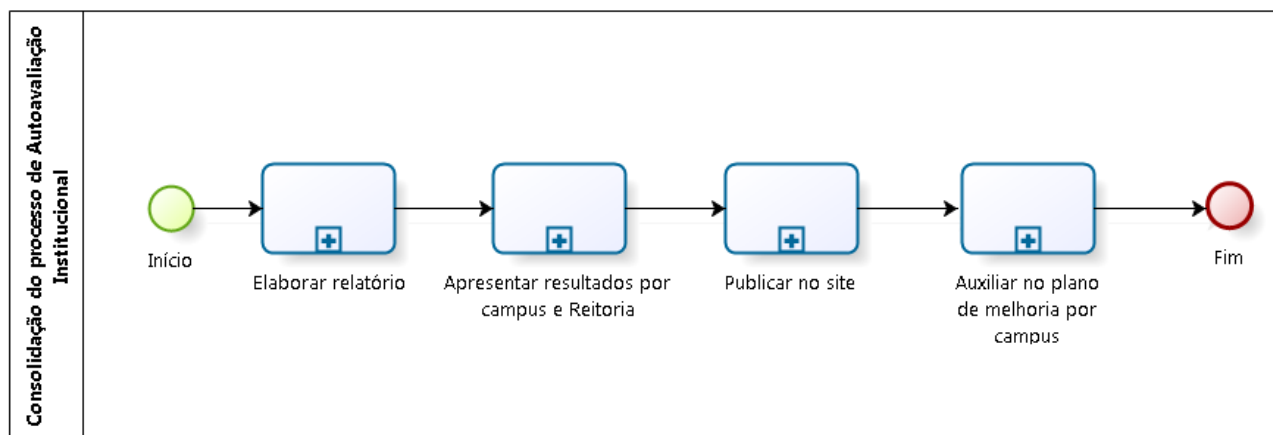 Consolidação do processo de Autoavaliação
Institucional
Início
Elaborar relatório
Apresentar resultados por
campus e Reitoria
Publicar no site
Auxiliar no plano
de melhoria por
campus
Fim